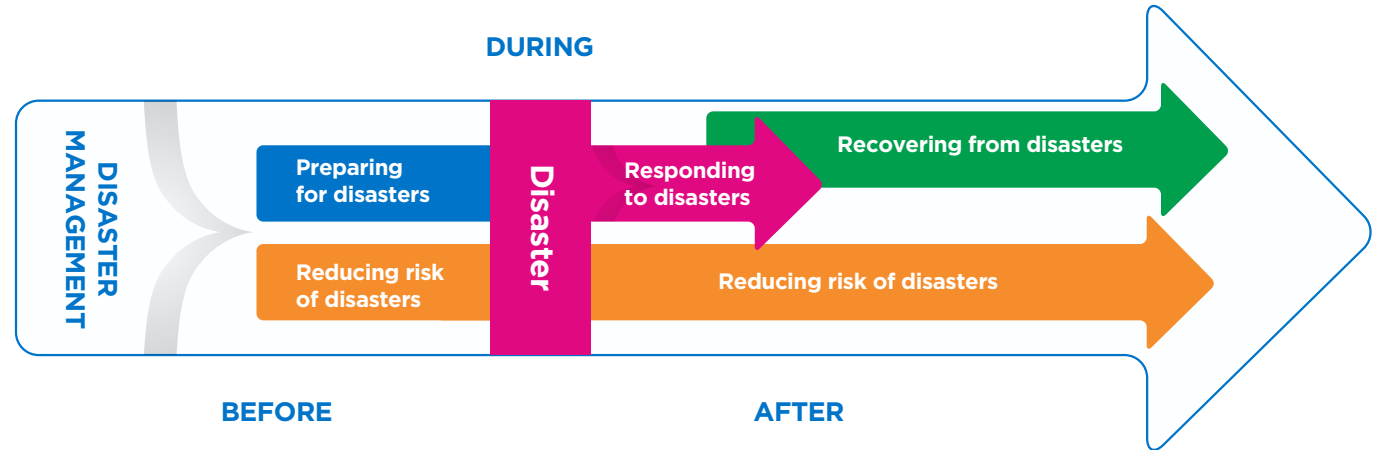 DURING
DISASTER
MANAGEMENT
Preparing
for disasters
Disaster
Responding
to disasters
Recovering from disasters
Reducing risk
of disasters
Reducing risk of disasters
BEFORE
AFTER